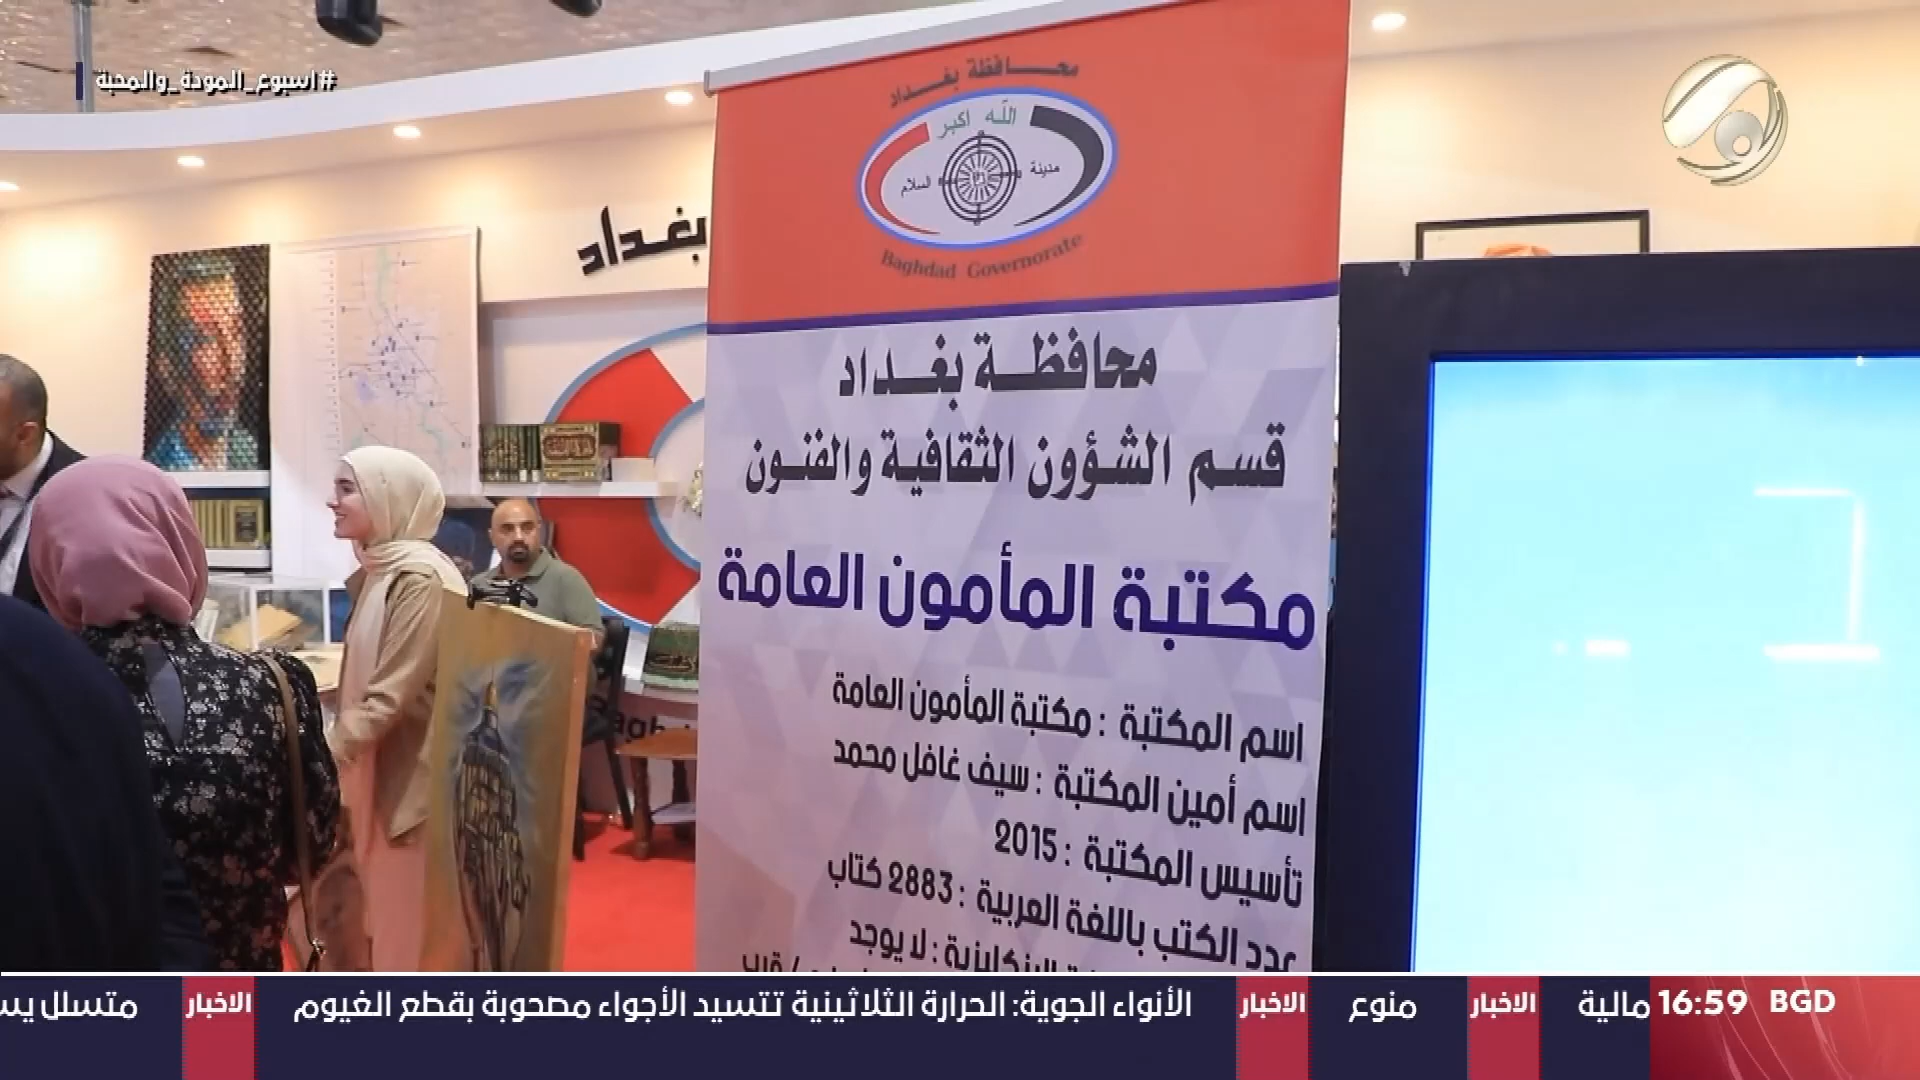 #اسبوع_المودة_والمحبة
محافظة بغداد
الله اكبر
مدينة السلام
Baghdad Governorate
بغداد
محافظة بغداد
قسم الشؤون الثقافية والفنون
مكتبة المأمون العامة
اسم المكتبة : مكتبة المأمون العامة
اسم أمين المكتبة : سيف غافل محمد
تأسيس المكتبة : 2015
عدد الكتب باللغة العربية : 2883 كتاب
لا يوجد
BGD 16:59
مالية الاخبار منوع الاخبار الأنواء الجوية: الحرارة الثلاثينية تتسيد الأجواء مصحوبة بقطع الغيوم الاخبار متسلل